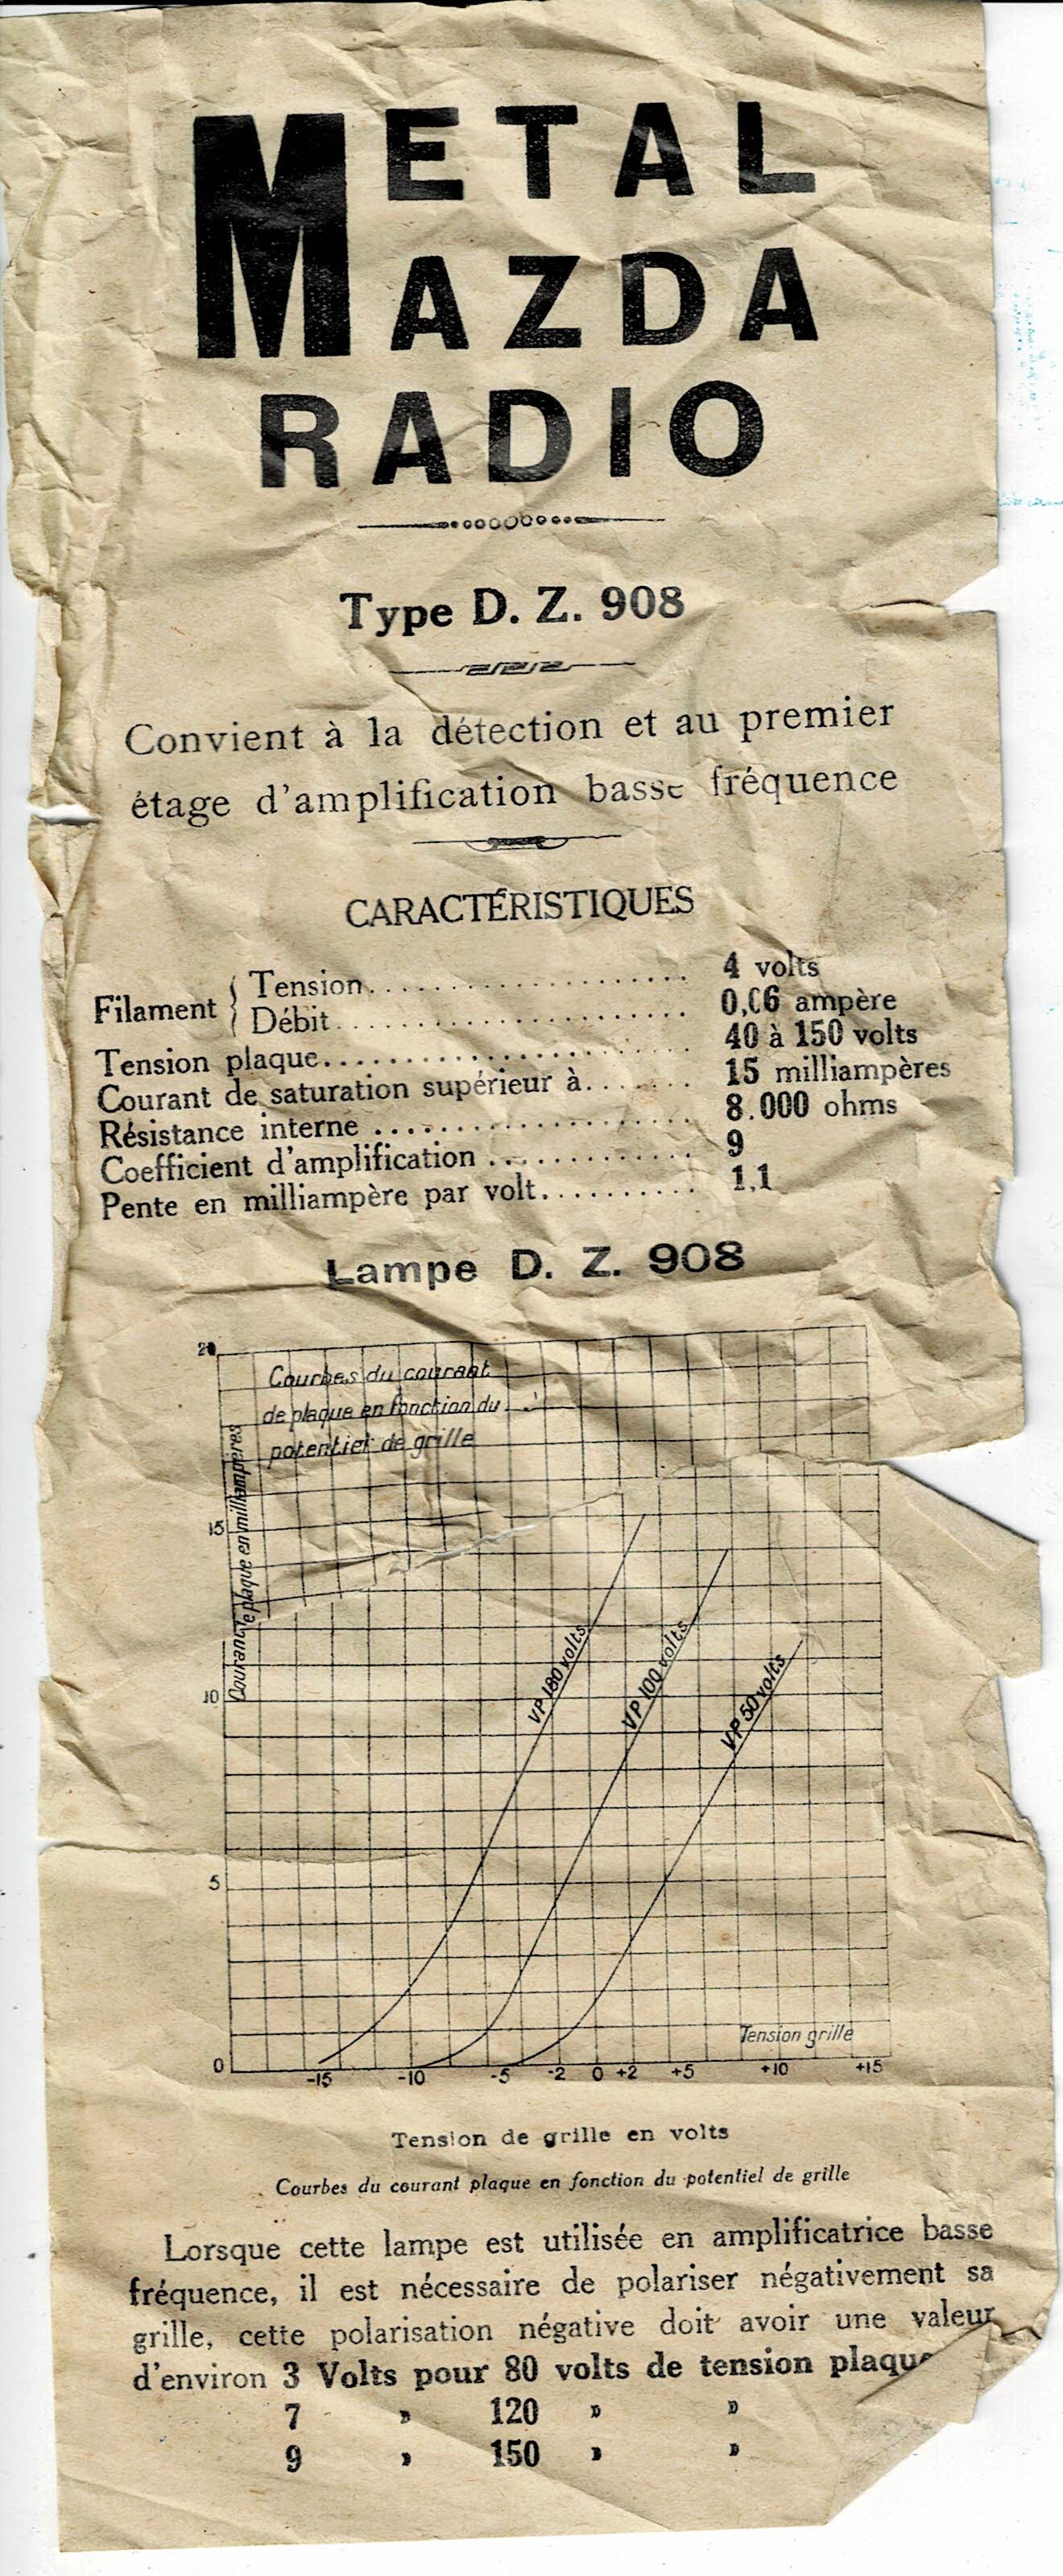 METAL
MAZDA
RADIO
Type D. Z. 908
Convient à la détection et au premier
étage d'amplification basse fréquence
CARACTÉRISTIQUES
Filament { Tension.................... 4 volts
Débit...................... 0,06 ampère
Tension plaque...................... 40 à 150 volts
Courant de saturation supérieur à....... 15 milliampères
Résistance interne .................... 8.000 ohms
Coefficient d'amplification ............. 9
Pente en milliampère par volt.......... 1,1
Lampe D. Z. 908
Courbes du courant
de plaque en fonction du
potentiel de grille
Courant plaque en milliampères
20
15
10
5
0
VP 180 volts
VP 100 volts
VP 50 volts
Tension grille
-15 -10 -5 -2 0 +2 +5 +10 +15
Tension de grille en volts
Courbes du courant plaque en fonction du potentiel de grille
Lorsque cette lampe est utilisée en amplificatrice basse
fréquence, il est nécessaire de polariser négativement sa
grille, cette polarisation négative doit avoir une valeur
d'environ 3 Volts pour 80 volts de tension plaque
7 » 120 » »
9 » 150 » »